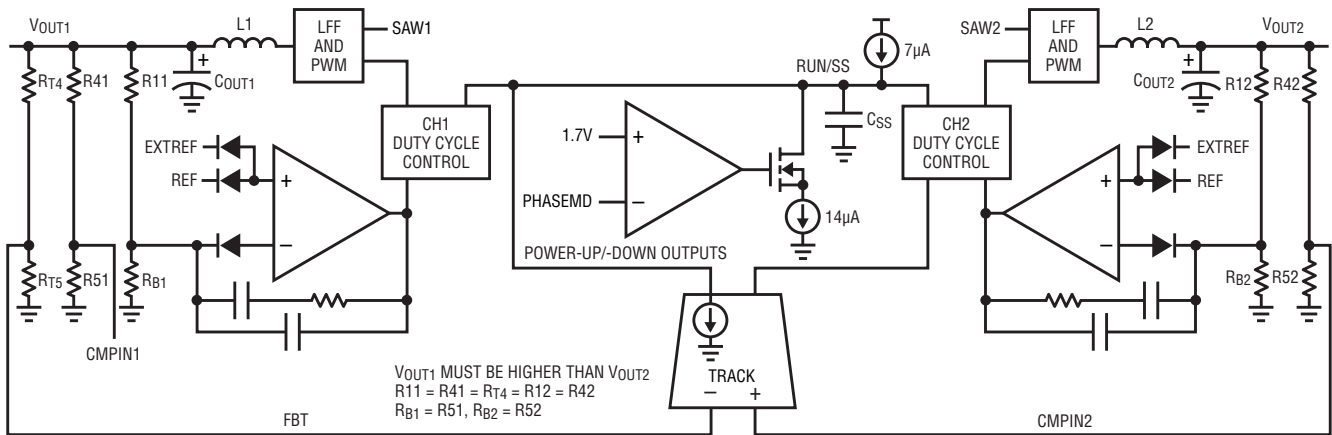 VOUT1
L1
LFF
AND
PWM
SAW1
RT4
R41
R11
+
COUT1
EXTREF
REF
+
−
CH1
DUTY CYCLE
CONTROL
RT5
R51
RB1
CMPIN1
FBT
RUN/SS
7µA
CSS
1.7V
+
PHASEMD
−
14µA
POWER-UP/-DOWN OUTPUTS
TRACK
−
+
VOUT1 MUST BE HIGHER THAN VOUT2
R11 = R41 = RT4 = R12 = R42
RB1 = R51, RB2 = R52
SAW2
LFF
AND
PWM
L2
VOUT2
+
COUT2
R12
R42
CH2
DUTY CYCLE
CONTROL
EXTREF
REF
+
−
RB2
R52
CMPIN2